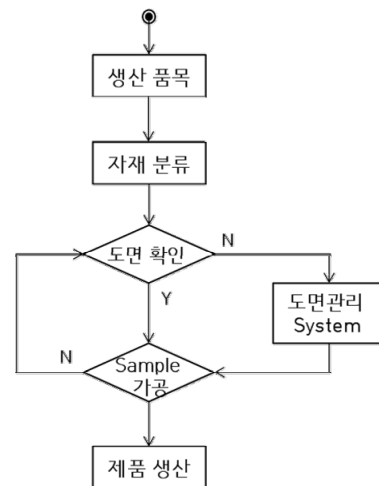 생산 품목
자재 분류
도면 확인
N
Y
도면관리
System
N
Sample
가공
제품 생산